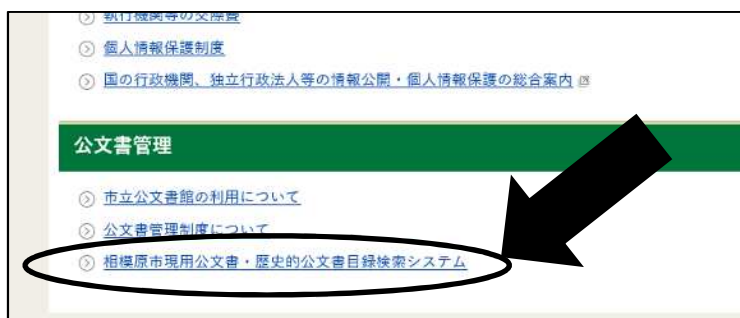 執行機関等の交際費
個人情報保護制度
国の行政機関、独立行政法人等の情報公開・個人情報保護の総合案内
公文書管理
市立公文書館の利用について
公文書管理制度について
相模原市現用公文書・歴史的公文書目録検索システム